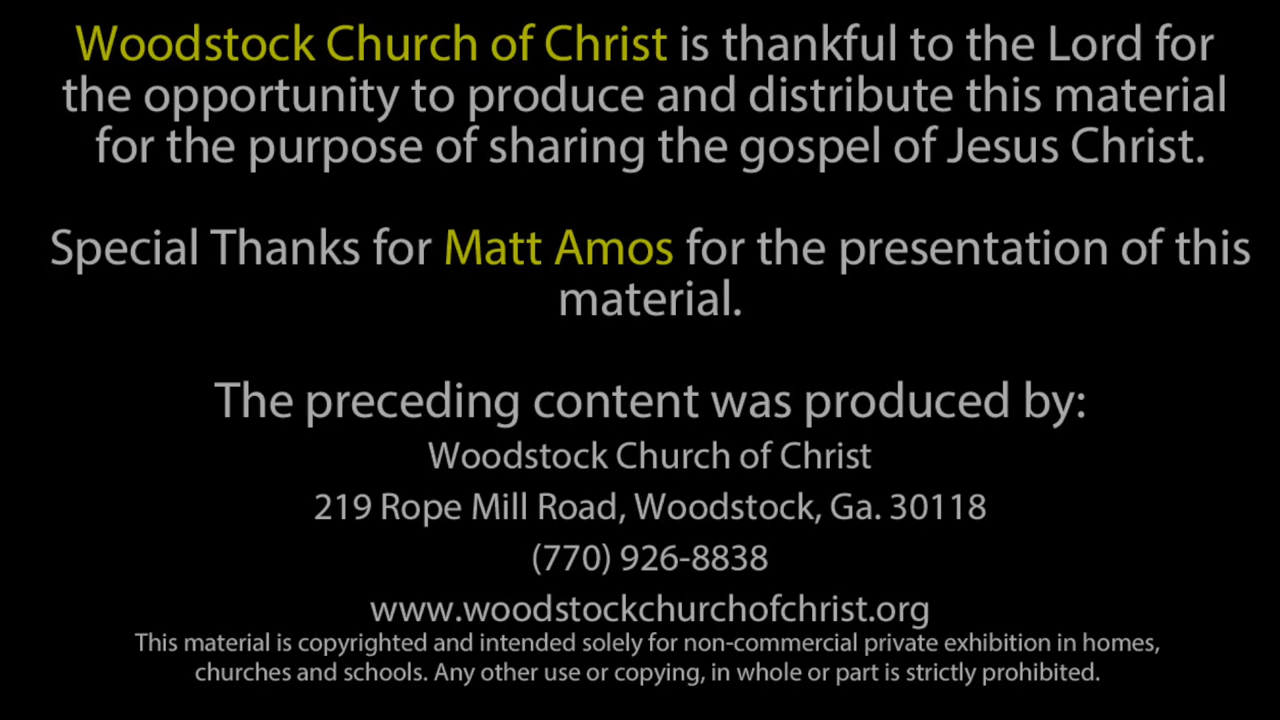 Woodstock Church of Christ is thankful to the Lord for
the opportunity to produce and distribute this material
for the purpose of sharing the gospel of Jesus Christ.
Special Thanks for Matt Amos for the presentation of this
material.
The preceding content was produced by:
Woodstock Church of Christ
219 Rope Mill Road, Woodstock, Ga. 30118
(770) 926-8838
www.woodstockchurchofchrist.org
This material is copyrighted and intended solely for non-commercial private exhibition in homes,
churches and schools. Any other use or copying, in whole or part is strictly prohibited.